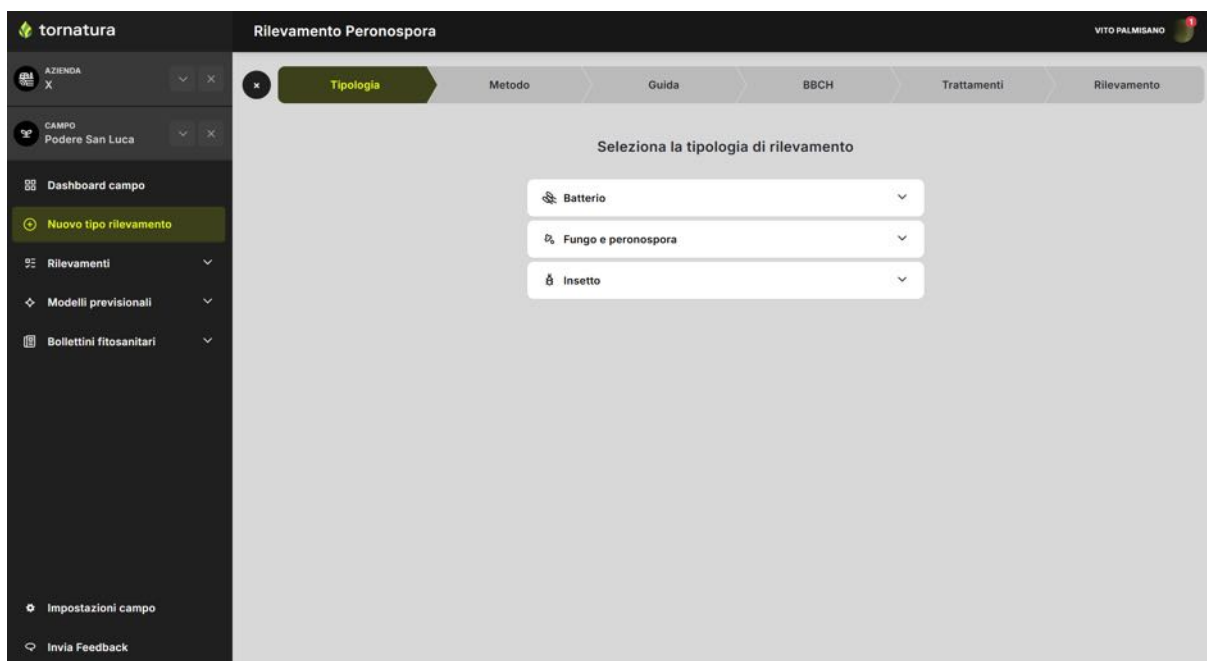 tornatura
Rilevamento Peronospora
VITO PALMISANO
1
AZIENDA
X
CAMPO
Podere San Luca
Dashboard campo
Nuovo tipo rilevamento
Rilevamenti
Modelli previsionali
Bollettini fitosanitari
Impostazioni campo
Invia Feedback
Tipologia
Metodo
Guida
BBCH
Trattamenti
Rilevamento
Seleziona la tipologia di rilevamento
Batterio
Fungo e peronospora
Insetto